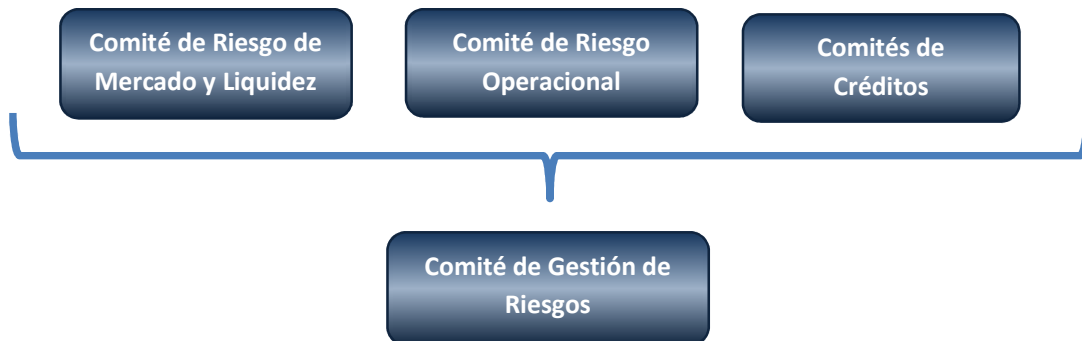 Comité de Riesgo de
Mercado y Liquidez
Comité de Riesgo
Operacional
Comités de
Créditos
Comité de Gestión de
Riesgos